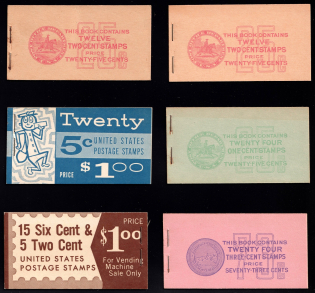 THIS BOOK CONTAINS
TWELVE
TWO CENT STAMPS
PRICE
TWENTY-FIVE CENTS
THIS BOOK CONTAINS
TWELVE
TWO CENT STAMPS
PRICE
TWENTY-FIVE CENTS
Twenty
5¢ UNITED STATES
POSTAGE STAMPS
PRICE $1.00
THIS BOOK CONTAINS
TWENTY FOUR
ONE CENT STAMPS
PRICE
TWENTY-FIVE CENTS
15 Six Cent &
5 Two Cent
UNITED STATES
POSTAGE STAMPS
PRICE
$1.00
For Vending
Machine
Sale Only
THIS BOOK CONTAINS
TWENTY FOUR
THREE-CENT STAMPS
PRICE
SEVENTY-THREE CENTS